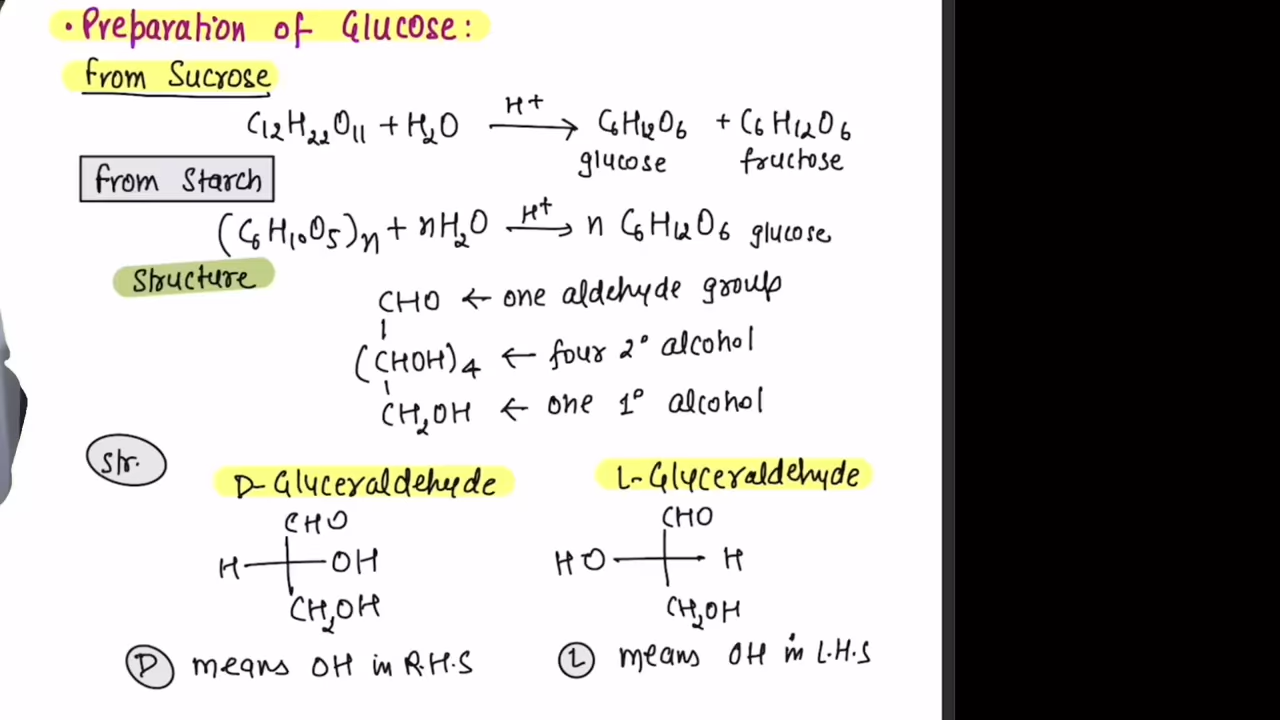 • Preparation of Glucose:
from Sucrose
C12H22O11 + H2O H+ → C6H12O6 + C6H12O6
glucose fructose
from Starch
(C6H10O5)n + nH2O H+ → n C6H12O6 glucose
Structure
CHO ← one aldehyde group
(CHOH)4 ← four 2° alcohol
CH2OH ← one 1° alcohol
Str.
D-Glyceraldehyde L-Glyceraldehyde
CHO CHO
H OH HO H
CH2OH CH2OH
D means OH in R.H.S L means OH in L.H.S